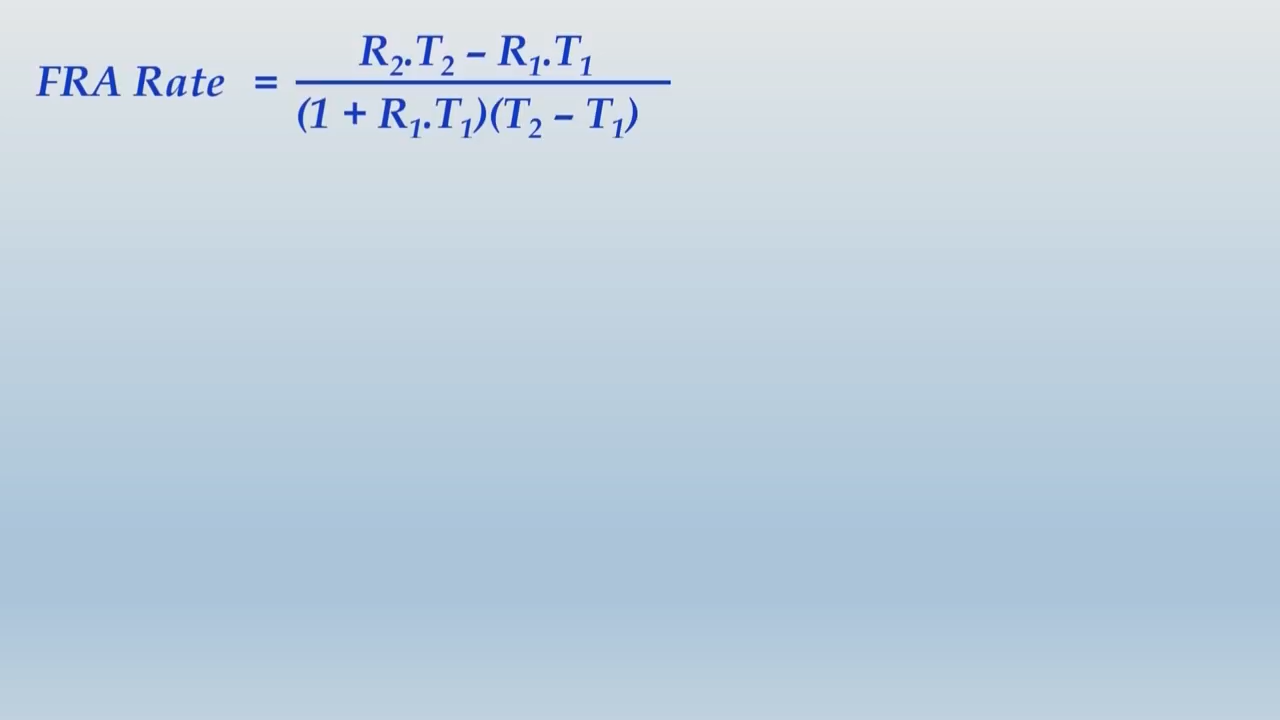 R₂.T₂ – R₁.T₁
FRA Rate =
(1 + R₁.T₁)(T₂ – T₁)